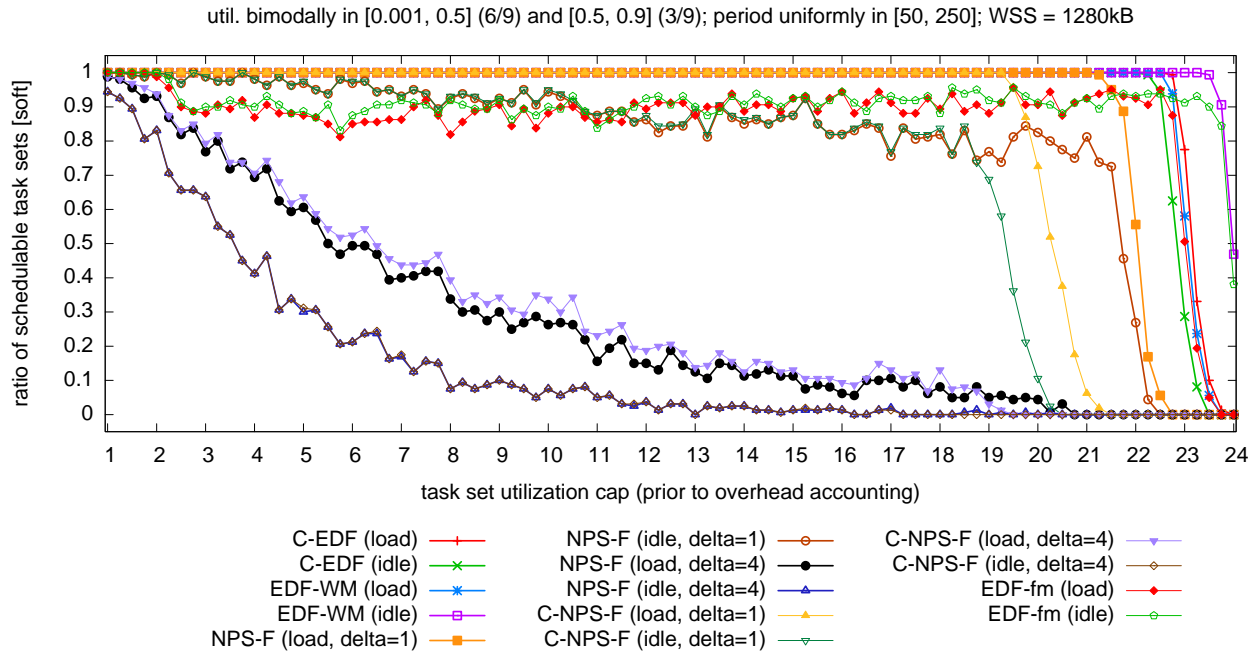 util. bimodally in [0.001, 0.5] (6/9) and [0.5, 0.9] (3/9); period uniformly in [50, 250]; WSS = 1280kB
ratio of schedulable task sets [soft]
1
0.9
0.8
0.7
0.6
0.5
0.4
0.3
0.2
0.1
0
1 2 3 4 5 6 7 8 9 10 11 12 13 14 15 16 17 18 19 20 21 22 23 24
task set utilization cap (prior to overhead accounting)
C-EDF (load)
C-EDF (idle)
EDF-WM (load)
EDF-WM (idle)
NPS-F (load, delta=1)
NPS-F (idle, delta=1)
NPS-F (load, delta=4)
NPS-F (idle, delta=4)
C-NPS-F (load, delta=1)
C-NPS-F (idle, delta=1)
C-NPS-F (load, delta=4)
C-NPS-F (idle, delta=4)
EDF-fm (load)
EDF-fm (idle)